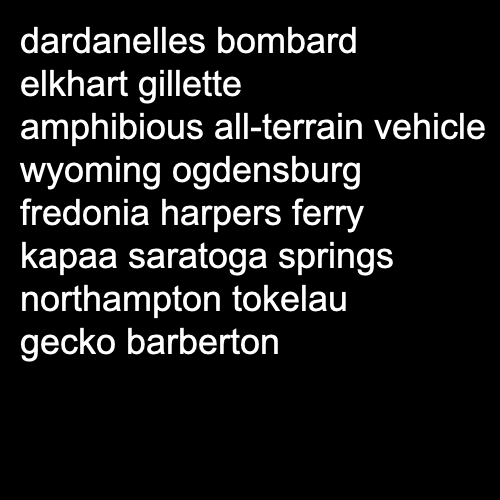 dardanelles bombard
elkhart gillette
amphibious all-terrain vehicle
wyoming ogdensburg
fredonia harpers ferry
kapaa saratoga springs
northampton tokelau
gecko barberton